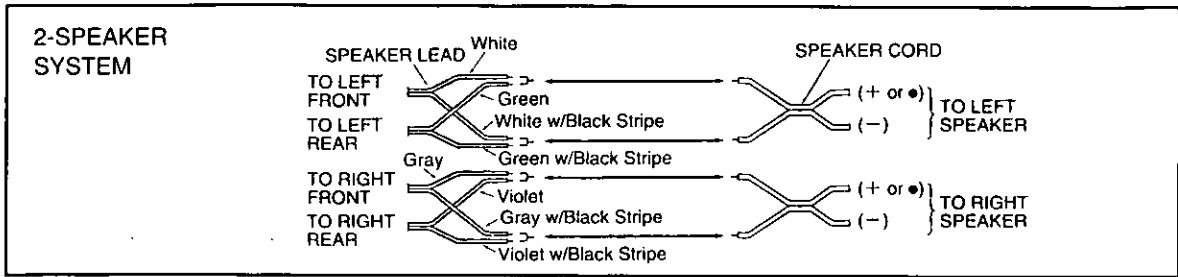 2-SPEAKER
SYSTEM
SPEAKER LEAD
White
TO LEFT
FRONT
Green
TO LEFT
REAR
White w/Black Stripe
Green w/Black Stripe
SPEAKER CORD
(+ or ●)
(−)
TO LEFT
SPEAKER
Gray
TO RIGHT
FRONT
Violet
TO RIGHT
REAR
Gray w/Black Stripe
Violet w/Black Stripe
(+ or ●)
(−)
TO RIGHT
SPEAKER